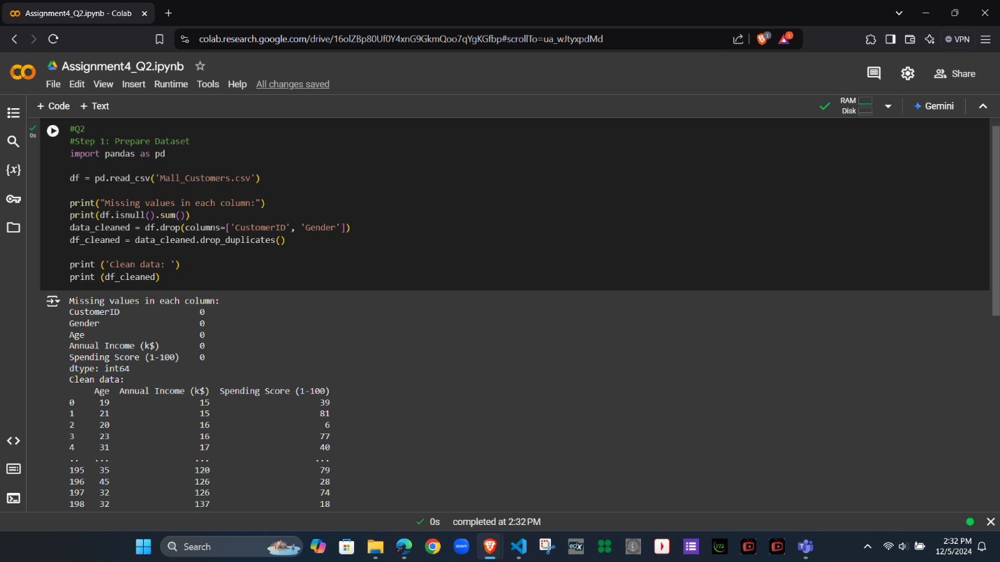 Assignment4_Q2.ipynb - Colab
colab.research.google.com/drive/16olZBp80Uf0Y4xnG9GkmQoo7qYgKGfbp#scrollTo=ua_wJtyxpdMd
3
1
VPN
Assignment4_Q2.ipynb
File Edit View Insert Runtime Tools Help All changes saved
Share
+ Code + Text
RAM
Disk
Gemini
0s
#Q2
#Step 1: Prepare Dataset
import pandas as pd
df = pd.read_csv('Mall_Customers.csv')
print("Missing values in each column:")
print(df.isnull().sum())
data_cleaned = df.drop(columns=['CustomerID', 'Gender'])
df_cleaned = data_cleaned.drop_duplicates()
print ('Clean data: ')
print (df_cleaned)
{x}
Missing values in each column:
CustomerID 0
Gender 0
Age 0
Annual Income (k$) 0
Spending Score (1-100) 0
dtype: int64
Clean data:
Age Annual Income (k$) Spending Score (1-100)
0 19 15 39
1 21 15 81
2 20 16 6
3 23 16 77
4 31 17 40
.. ... ... ...
195 35 120 79
196 45 126 28
197 32 126 74
198 32 137 18
0s completed at 2:32 PM
Search
zoom
edX
YTS
2:32 PM
12/5/2024